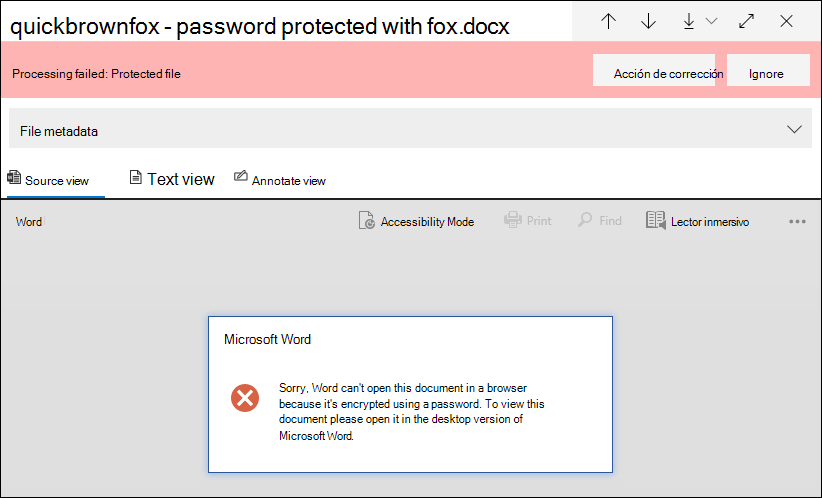 quickbrownfox - password protected with fox.docx
Processing failed: Protected file
Acción de corrección
Ignore
File metadata
Source view
Text view
Annotate view
Word
Accessibility Mode
Print
Find
Lector inmersivo
Microsoft Word
Sorry, Word can't open this document in a browser
because it's encrypted using a password. To view this
document please open it in the desktop version of
Microsoft Word.